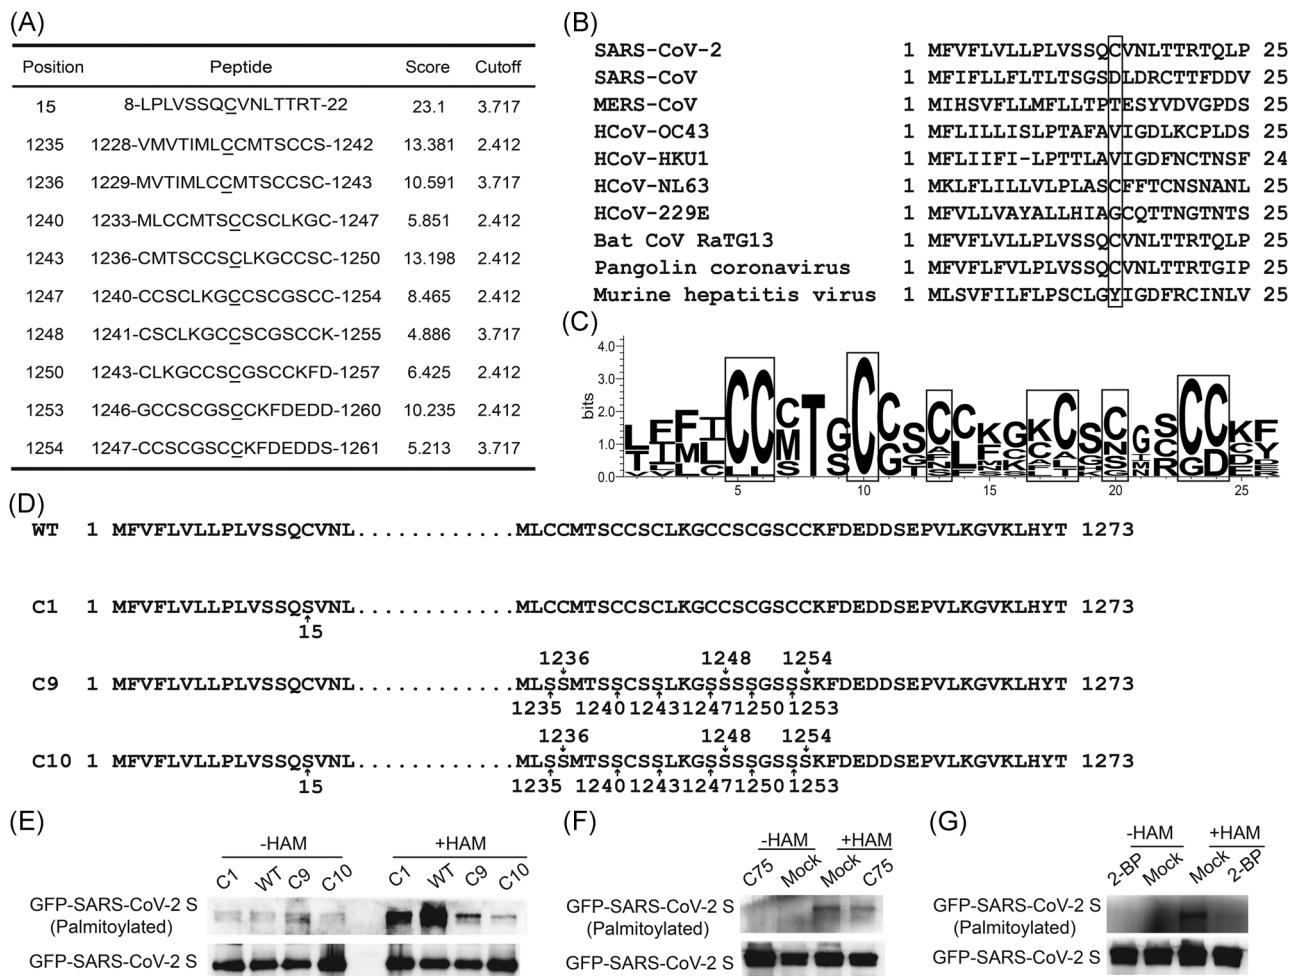 (A)
Position Peptide Score Cutoff
15 8-LPLVSSQCVNLTTRT-22 23.1 3.717
1235 1228-VMVTIMLCCMTSCCS-1242 13.381 2.412
1236 1229-MVTIMLCCMTSCCSC-1243 10.591 3.717
1240 1233-MLCCMTSCCSCLKGC-1247 5.851 2.412
1243 1236-CMTSCCSCLKGCCSC-1250 13.198 2.412
1247 1240-CCSCLKGCCSCGSCC-1254 8.465 2.412
1248 1241-CSCLKGCCSCGSCCK-1255 4.886 3.717
1250 1243-CLKGCCSCGSCCKFD-1257 6.425 2.412
1253 1246-GCCSCGSCCKFDEDD-1260 10.235 2.412
1254 1247-CCSCGSCCKFDEDDS-1261 5.213 3.717
(B)
SARS-CoV-2 1 MFVFLVLLPLVSSQCVNLTTRTQLP 25
SARS-CoV 1 MFIFLLFLTLTSGSDLDRCTTFDDV 25
MERS-CoV 1 MIHSVFLLMFLLTPTESYVDVGPDS 25
HCoV-OC43 1 MFLILLISLPTAFAVIGDLKCPLDS 25
HCoV-HKU1 1 MFLIIFI-LPTTLAVIGDFNCTNSF 24
HCoV-NL63 1 MKLFLILLVLPLASCFFTCNSNANL 25
HCoV-229E 1 MFVLLVAYALLHIAGCQTTNGTNTS 25
Bat CoV RaTG13 1 MFVFLVLLPLVSSQCVNLTTRTQLP 25
Pangolin coronavirus 1 MFVFLFVLPLVSSQCVNLTTRTGIP 25
Murine hepatitis virus 1 MLSVFILFLPSCLGYIGDFRCINLV 25
(C)
4.0
3.0
2.0
1.0
0.0
bits
5 10 15 20 25
(D)
WT 1 MFVFLVLLPLVSSQCVNL............MLCCMTSCCSCLKGCCSCGSCCKFDEDDSEPVLKGVKLHYT 1273
C1 1 MFVFLVLLPLVSSQSVNL............MLCCMTSCCSCLKGCCSCGSCCKFDEDDSEPVLKGVKLHYT 1273
15
1236 1248 1254
C9 1 MFVFLVLLPLVSSQCVNL............MLSSMTSSCSSLKGSSSSGSSSKFDEDDSEPVLKGVKLHYT 1273
1235 1240 1243 1247 1250 1253
1236 1248 1254
C10 1 MFVFLVLLPLVSSQSVNL............MLSSMTSSCSSLKGSSSSGSSSKFDEDDSEPVLKGVKLHYT 1273
15 1235 1240 1243 1247 1250 1253
(E)
-HAM +HAM
C1 WT C9 C10 C1 WT C9 C10
GFP-SARS-CoV-2 S
(Palmitoylated)
GFP-SARS-CoV-2 S
(F)
-HAM +HAM
C75 Mock Mock C75
GFP-SARS-CoV-2 S
(Palmitoylated)
GFP-SARS-CoV-2 S
(G)
-HAM +HAM
2-BP Mock Mock 2-BP
GFP-SARS-CoV-2 S
(Palmitoylated)
GFP-SARS-CoV-2 S